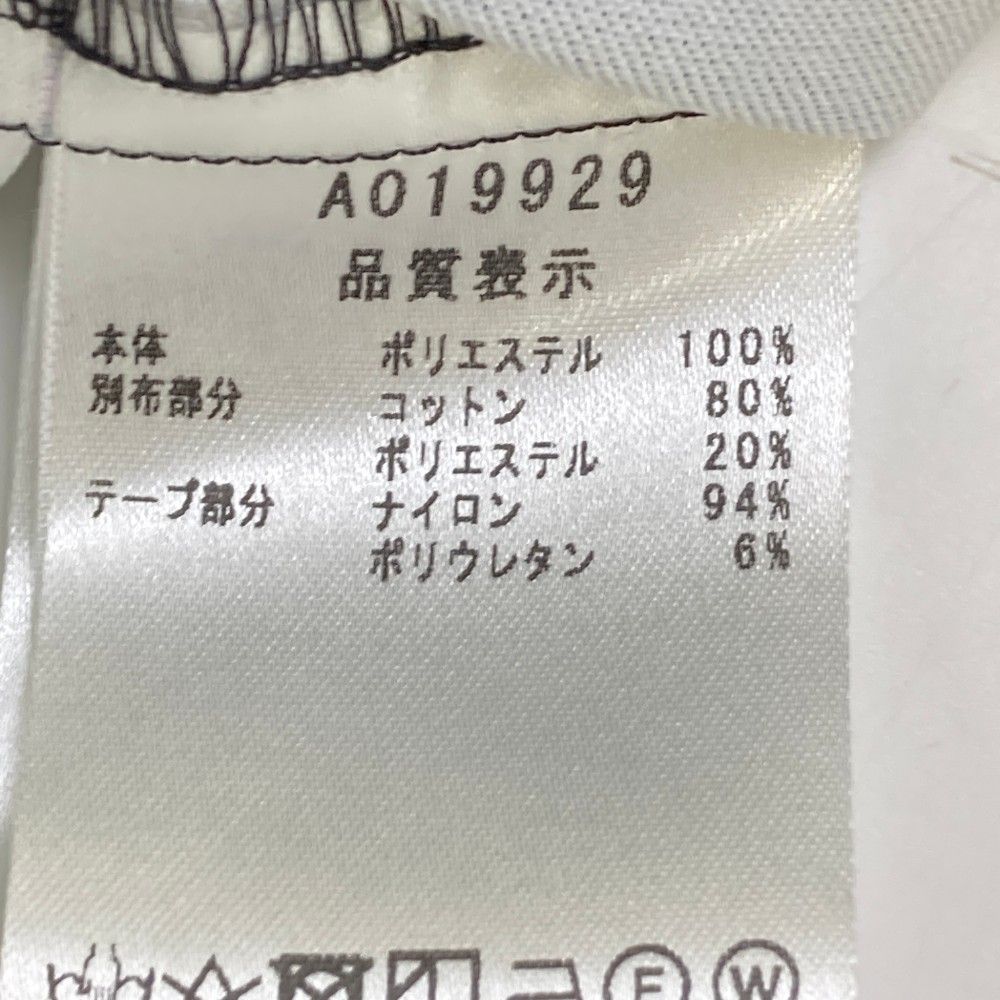 A019929
品質表示
本体 ポリエステル 100%
別布部分 コットン 80%
ポリエステル 20%
テープ部分 ナイロン 94%
ポリウレタン 6%
F W